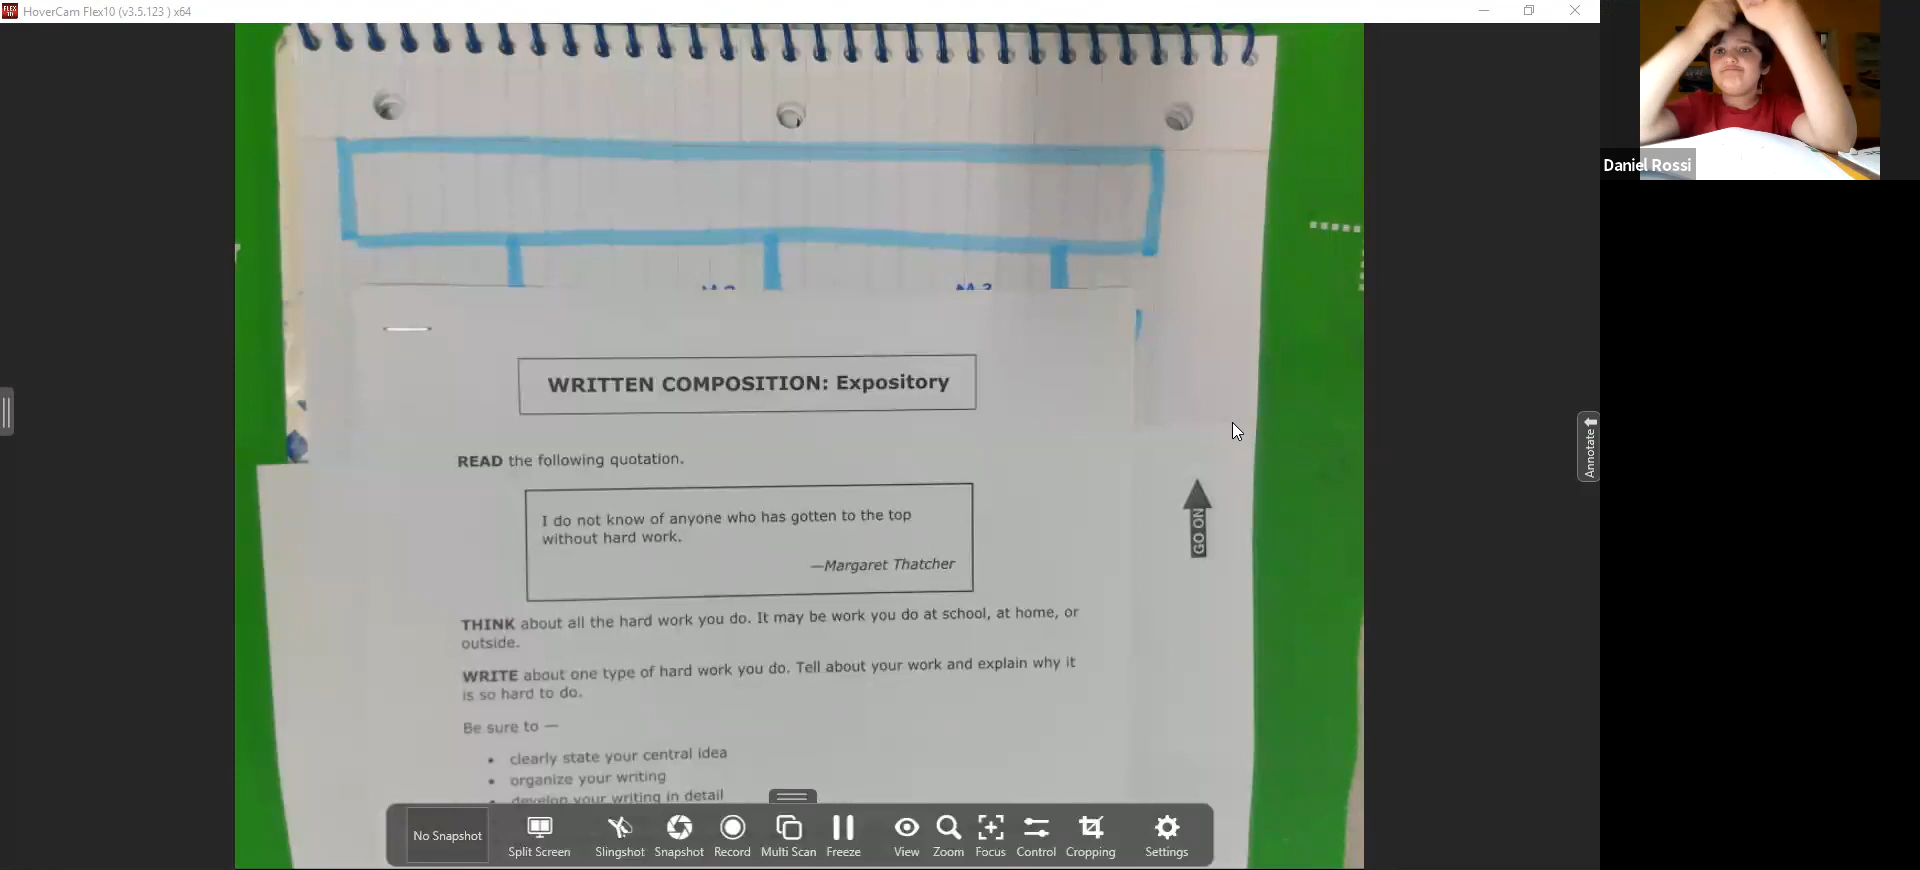 HoverCam Flex10 (v3.5.123 ) x64
Daniel Rossi
WRITTEN COMPOSITION: Expository
READ the following quotation.
I do not know of anyone who has gotten to the top
without hard work.
—Margaret Thatcher
GO ON
THINK about all the hard work you do. It may be work you do at school, at home, or
outside.
WRITE about one type of hard work you do. Tell about your work and explain why it
is so hard to do.
Be sure to —
• clearly state your central idea
• organize your writing
• develop your writing in detail
Annotate
No Snapshot
Split Screen
Slingshot
Snapshot
Record
Multi Scan
Freeze
View
Zoom
Focus
Control
Cropping
Settings